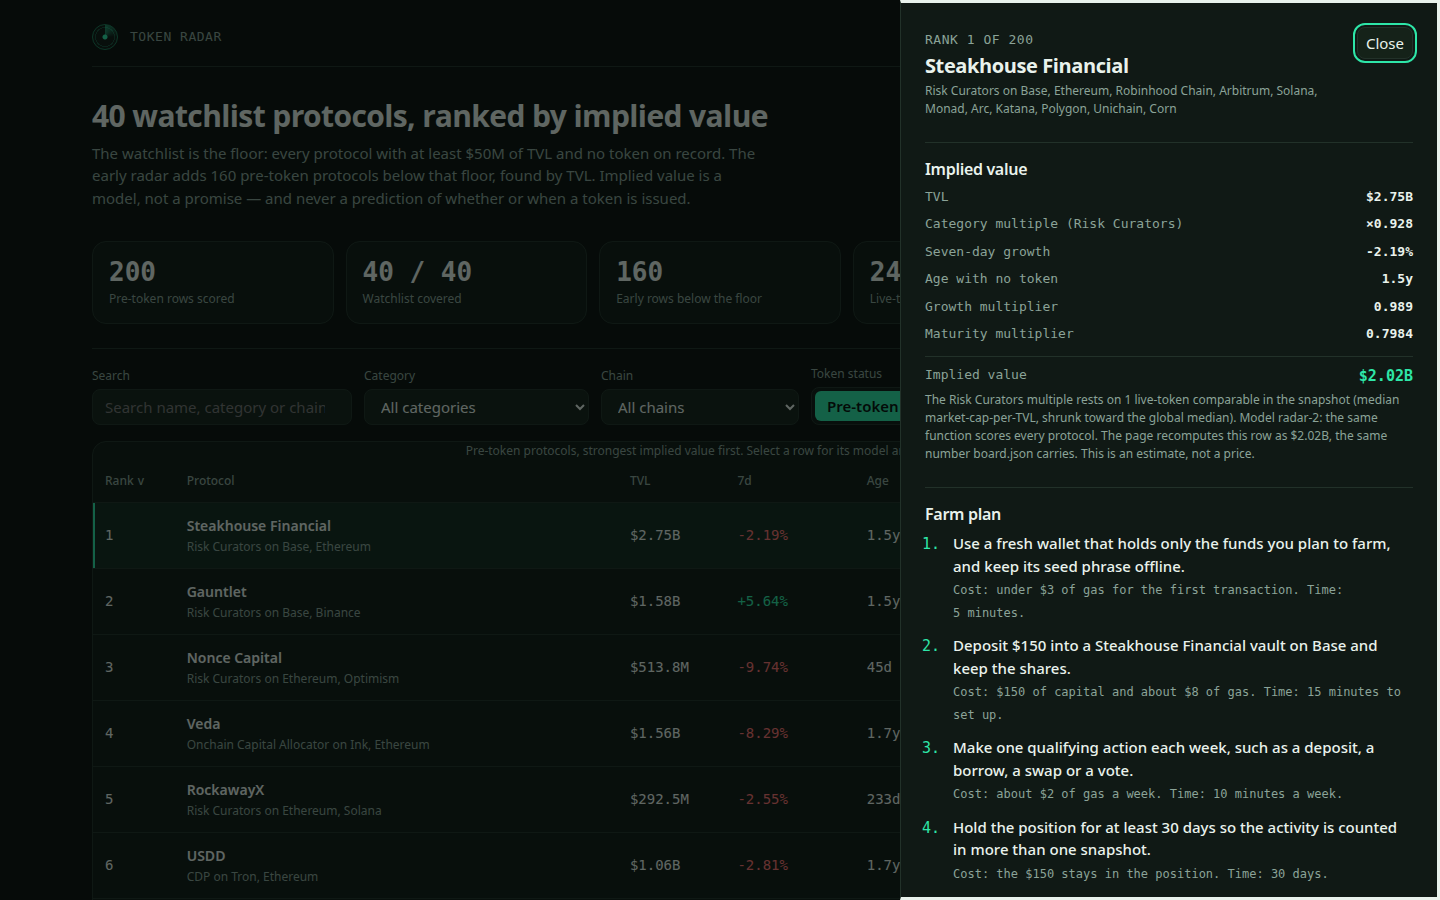 TOKEN RADAR
40 watchlist protocols, ranked by implied value
The watchlist is the floor: every protocol with at least $50M of TVL and no token on record. The
early radar adds 160 pre-token protocols below that floor, found by TVL. Implied value is a
model, not a promise — and never a prediction of whether or when a token is issued.
200
Pre-token rows scored
40 / 40
Watchlist covered
160
Early rows below the floor
24
Live-t
Search
Category
Chain
Token status
Search name, category or chain
All categories
All chains
Pre-token
Pre-token protocols, strongest implied value first. Select a row for its model a
Rank v Protocol TVL 7d Age
1 Steakhouse Financial $2.75B -2.19% 1.5y
Risk Curators on Base, Ethereum
2 Gauntlet $1.58B +5.64% 1.5y
Risk Curators on Base, Binance
3 Nonce Capital $513.8M -9.74% 45d
Risk Curators on Ethereum, Optimism
4 Veda $1.56B -8.29% 1.7y
Onchain Capital Allocator on Ink, Ethereum
5 RockawayX $292.5M -2.55% 233d
Risk Curators on Ethereum, Solana
6 USDD $1.06B -2.81% 1.7y
CDP on Tron, Ethereum
RANK 1 OF 200
Close
Steakhouse Financial
Risk Curators on Base, Ethereum, Robinhood Chain, Arbitrum, Solana,
Monad, Arc, Katana, Polygon, Unichain, Corn
Implied value
TVL $2.75B
Category multiple (Risk Curators) ×0.928
Seven-day growth -2.19%
Age with no token 1.5y
Growth multiplier 0.989
Maturity multiplier 0.7984
Implied value $2.02B
The Risk Curators multiple rests on 1 live-token comparable in the snapshot (median
market-cap-per-TVL, shrunk toward the global median). Model radar-2: the same
function scores every protocol. The page recomputes this row as $2.02B, the same
number board.json carries. This is an estimate, not a price.
Farm plan
1. Use a fresh wallet that holds only the funds you plan to farm,
and keep its seed phrase offline.
Cost: under $3 of gas for the first transaction. Time:
5 minutes.
2. Deposit $150 into a Steakhouse Financial vault on Base and
keep the shares.
Cost: $150 of capital and about $8 of gas. Time: 15 minutes to
set up.
3. Make one qualifying action each week, such as a deposit, a
borrow, a swap or a vote.
Cost: about $2 of gas a week. Time: 10 minutes a week.
4. Hold the position for at least 30 days so the activity is counted
in more than one snapshot.
Cost: the $150 stays in the position. Time: 30 days.